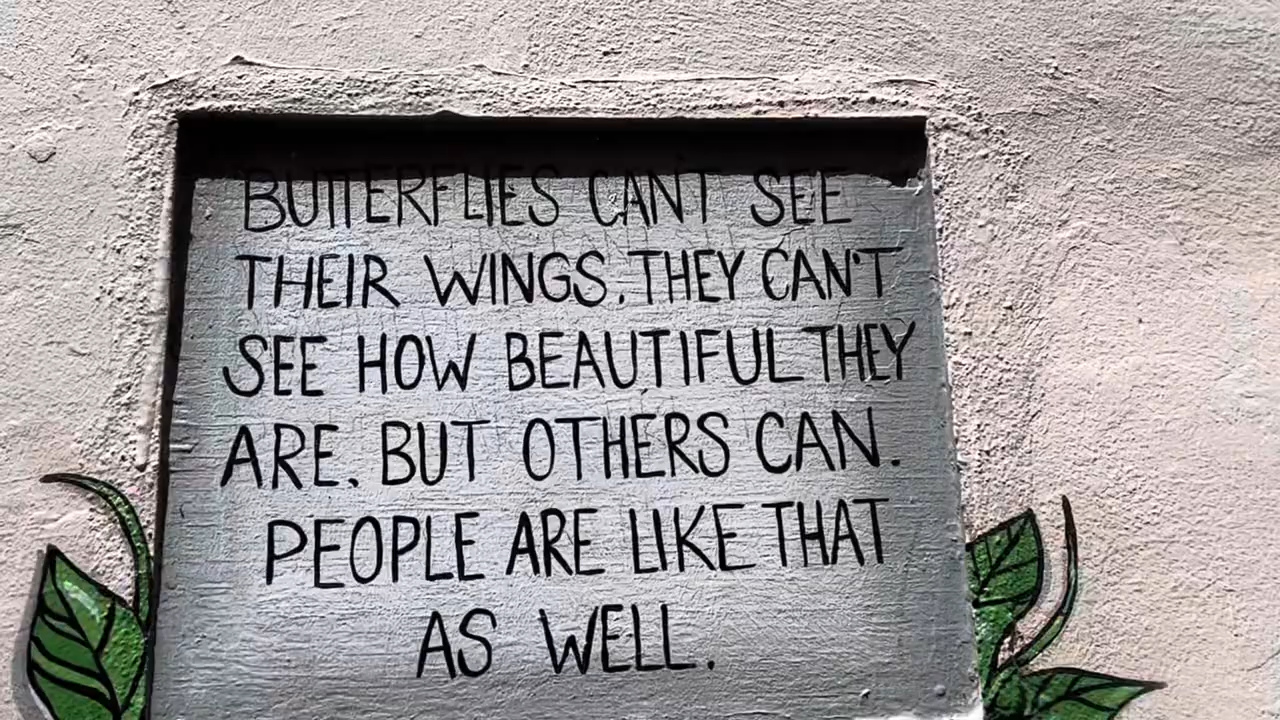 BUTTERFLIES CAN'T SEE
THEIR WINGS. THEY CAN'T
SEE HOW BEAUTIFUL THEY
ARE. BUT OTHERS CAN.
PEOPLE ARE LIKE THAT
AS WELL.